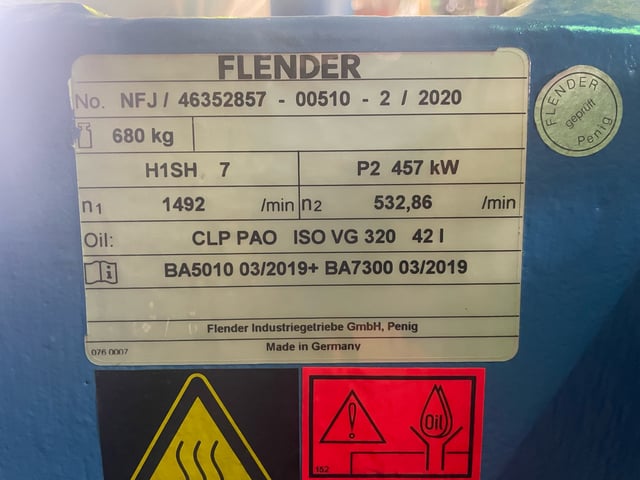 FLENDER
No. NFJ / 46352857 - 00510 - 2 / 2020
680 kg
H1SH 7 P2 457 kW
n1 1492 /min n2 532,86 /min
Oil: CLP PAO ISO VG 320 42 l
BA5010 03/2019+ BA7300 03/2019
Flender Industriegetriebe GmbH, Penig
Made in Germany
076 0007
FLENDER
geprüft
Penig
Oil
152